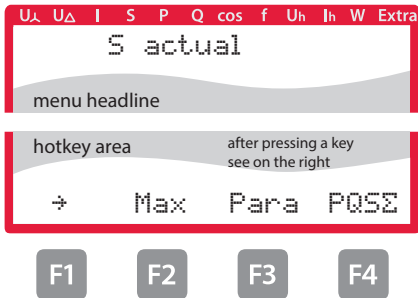 U⅄ U△ I S P Q cos f Uh Ih W Extra
S actual
menu headline
hotkey area
after pressing a key
see on the right
→ Max Para PQSΣ
F1 F2 F3 F4